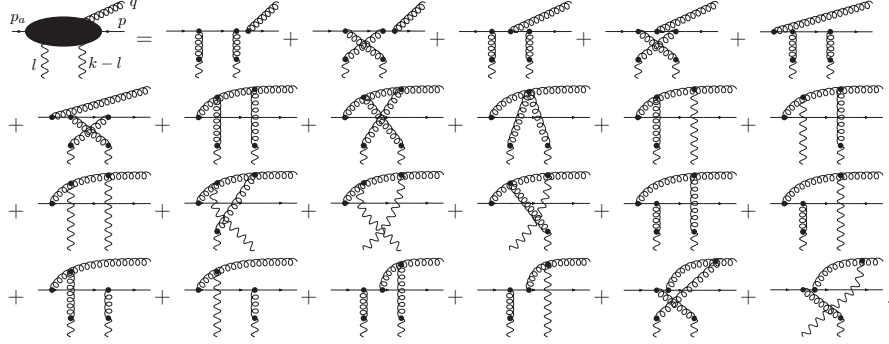 q
p_a p
= + + + +
l k − l
+ + + + + +
+ + + + + +
+ + + + + + .